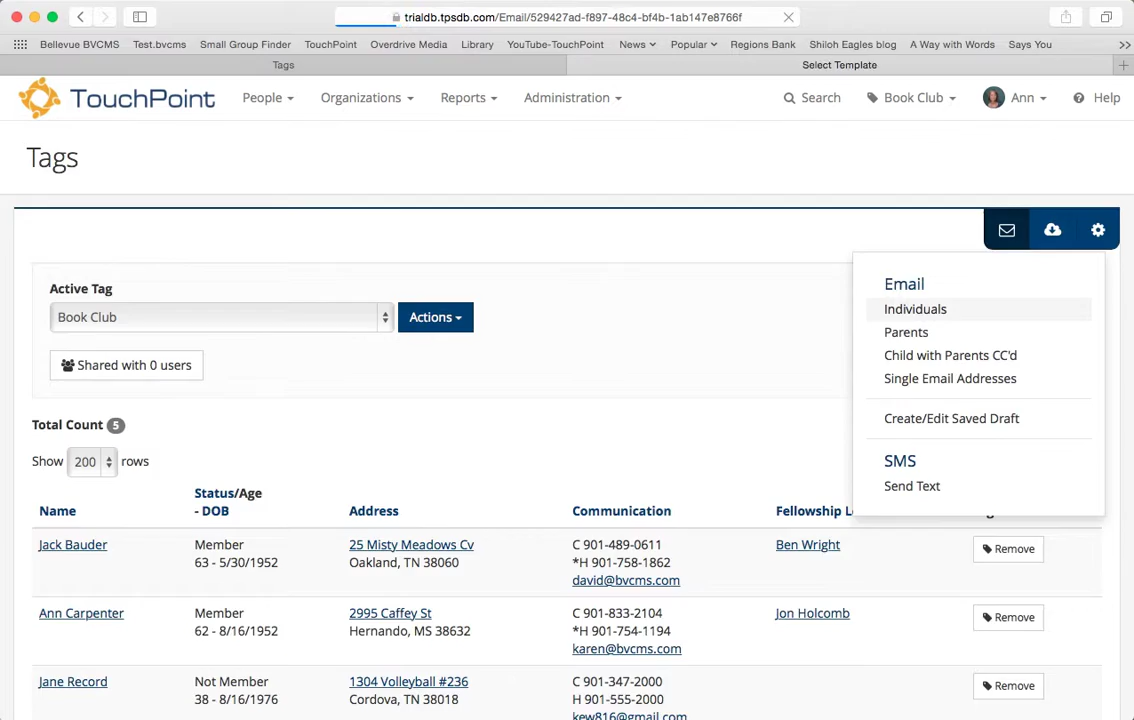 trialdb.tpsdb.com/Email/529427ad-f897-48c4-bf4b-1ab147e8766f
Bellevue BVCMS Test.bvcms Small Group Finder TouchPoint Overdrive Media Library YouTube-TouchPoint News Popular Regions Bank Shiloh Eagles blog A Way with Words Says You >>
Tags Select Template +
TouchPoint People Organizations Reports Administration Search Book Club Ann Help
Tags
Active Tag
Book Club Actions
Shared with 0 users
Email
Individuals
Parents
Child with Parents CC'd
Single Email Addresses
Create/Edit Saved Draft
SMS
Send Text
Total Count 5
Show 200 rows
Name Status/Age - DOB Address Communication Fellowship
Jack Bauder Member 25 Misty Meadows Cv C 901-489-0611 Ben Wright Remove
63 - 5/30/1952 Oakland, TN 38060 *H 901-758-1862
david@bvcms.com
Ann Carpenter Member 2995 Caffey St C 901-833-2104 Jon Holcomb Remove
62 - 8/16/1952 Hernando, MS 38632 *H 901-754-1194
karen@bvcms.com
Jane Record Not Member 1304 Volleyball #236 C 901-347-2000 Remove
38 - 8/16/1976 Cordova, TN 38018 H 901-555-2000
kew816@gmail.com